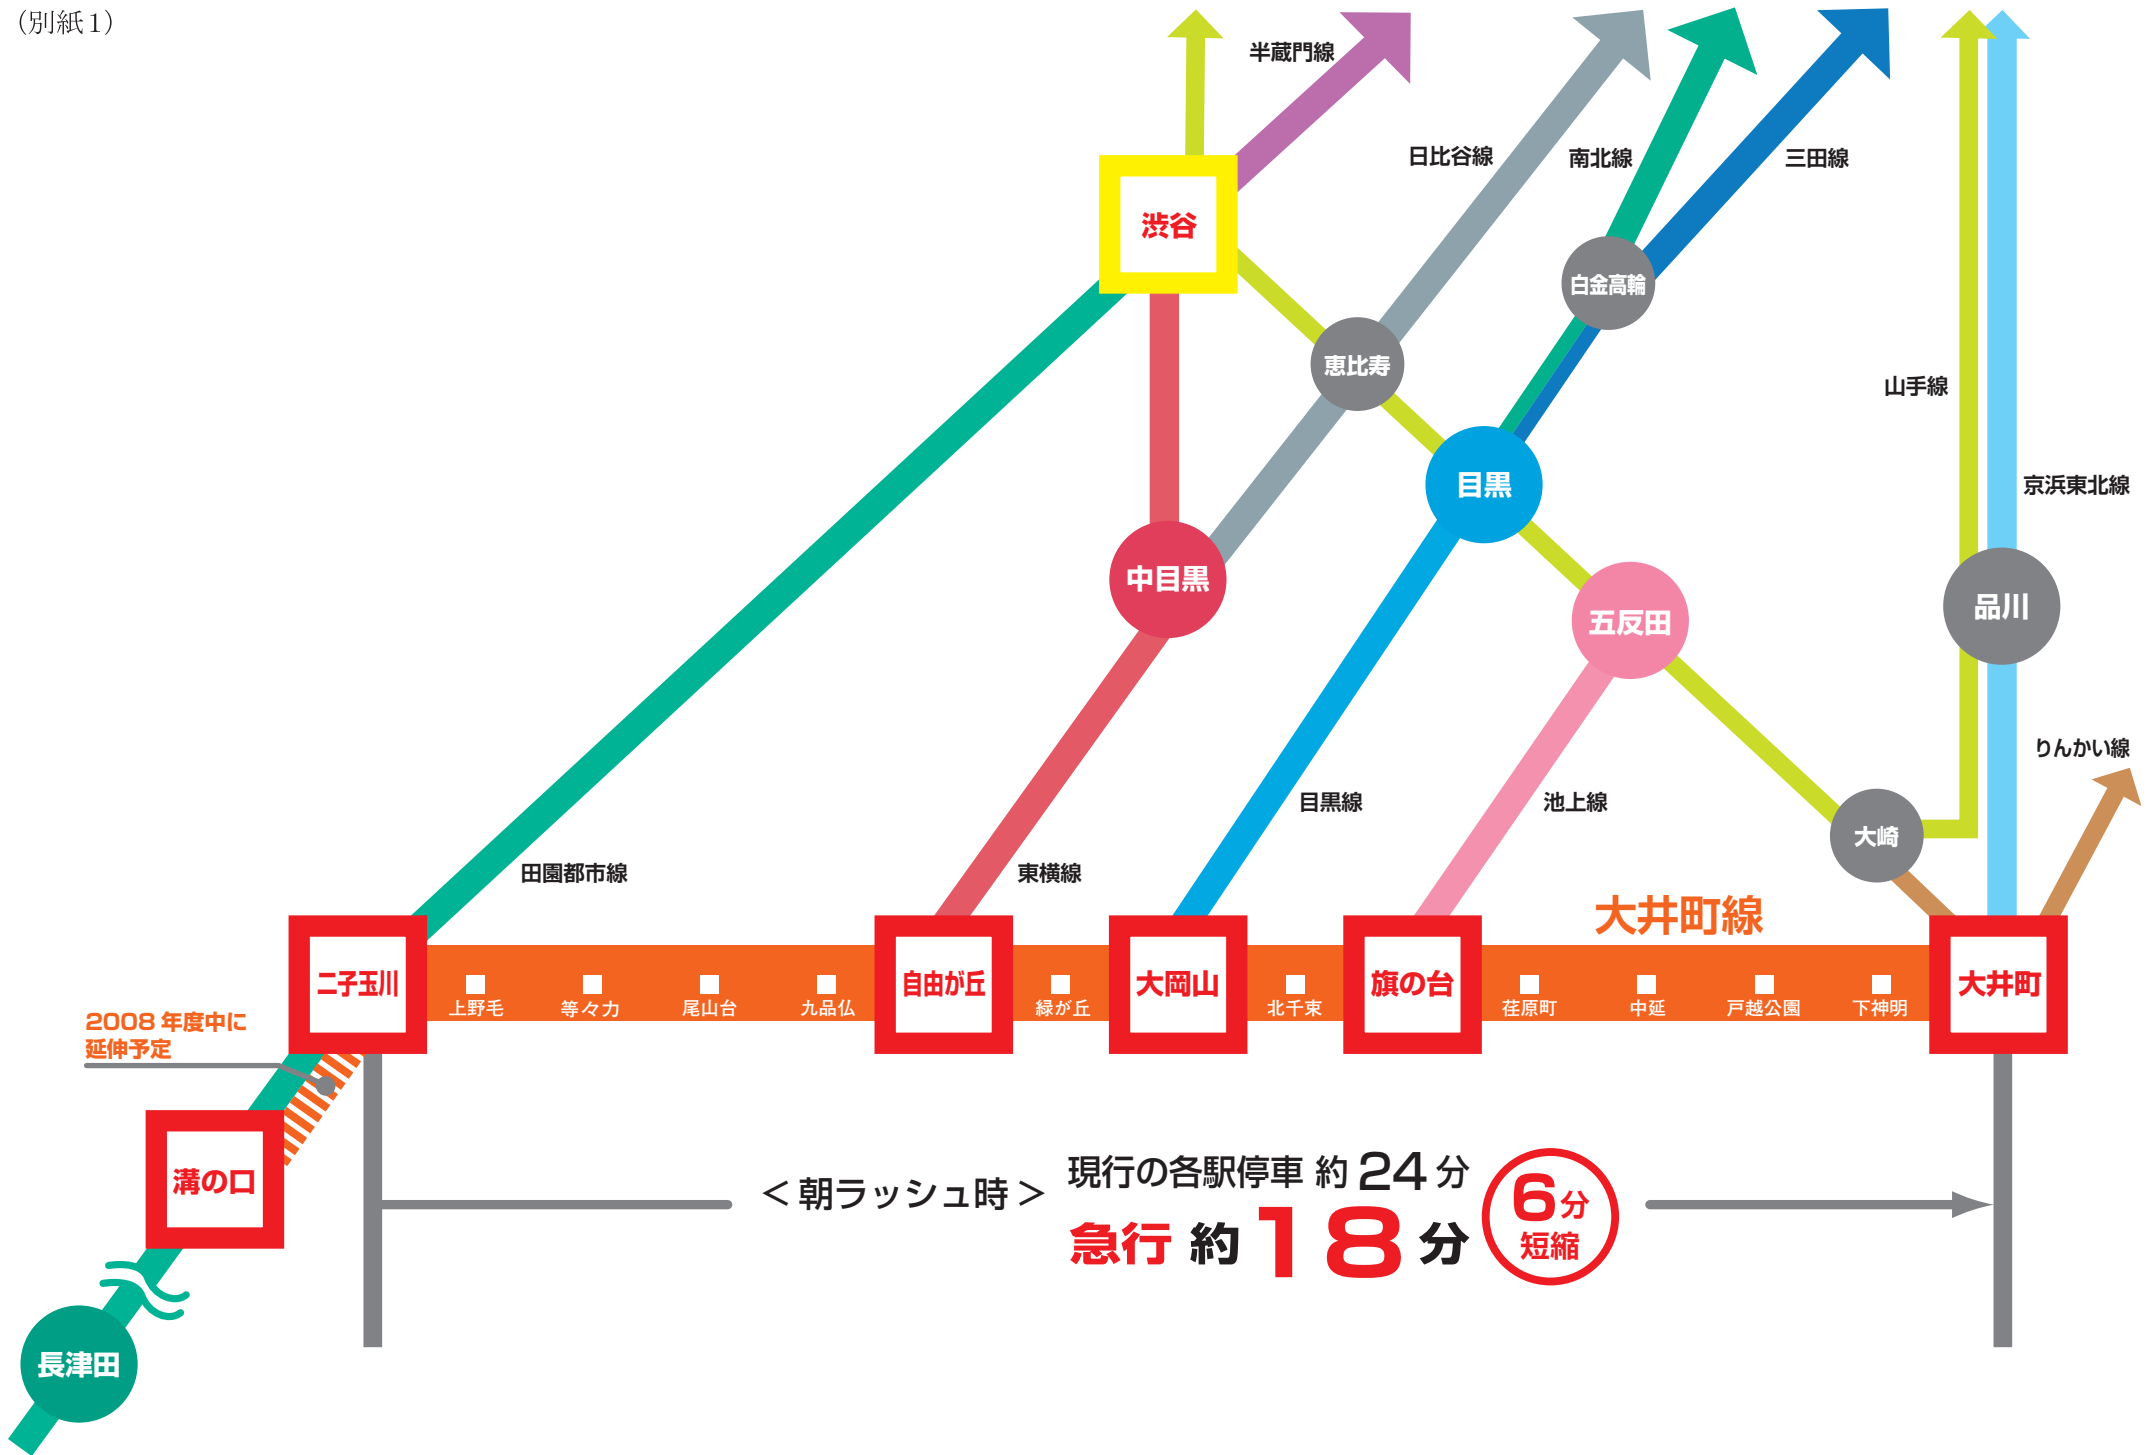 （別紙１）
半蔵門線
日比谷線
南北線
三田線
渋谷
白金高輪
恵比寿
山手線
目黒
京浜東北線
中目黒
五反田
品川
りんかい線
目黒線
池上線
大崎
田園都市線
東横線
大井町線
二子玉川
上野毛
等々力
尾山台
九品仏
自由が丘
緑が丘
大岡山
北千束
旗の台
荏原町
中延
戸越公園
下神明
大井町
2008 年度中に
延伸予定
溝の口
＜ 朝ラッシュ時 ＞
現行の各駅停車 約 24 分
急行 約 18 分
6分
短縮
長津田